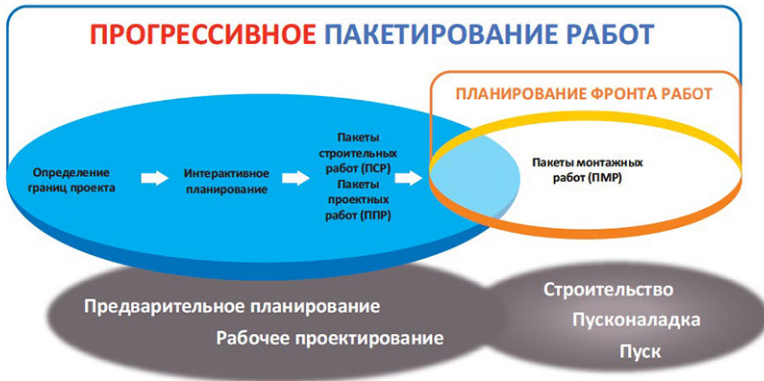 ПРОГРЕССИВНОЕ ПАКЕТИРОВАНИЕ РАБОТ
ПЛАНИРОВАНИЕ ФРОНТА РАБОТ
Определение
границ проекта
Интерактивное
планирование
Пакеты
строительных
работ (ПСР)
Пакеты
проектных
работ (ППР)
Пакеты монтажных
работ (ПМР)
Предварительное планирование
Рабочее проектирование
Строительство
Пусконаладка
Пуск